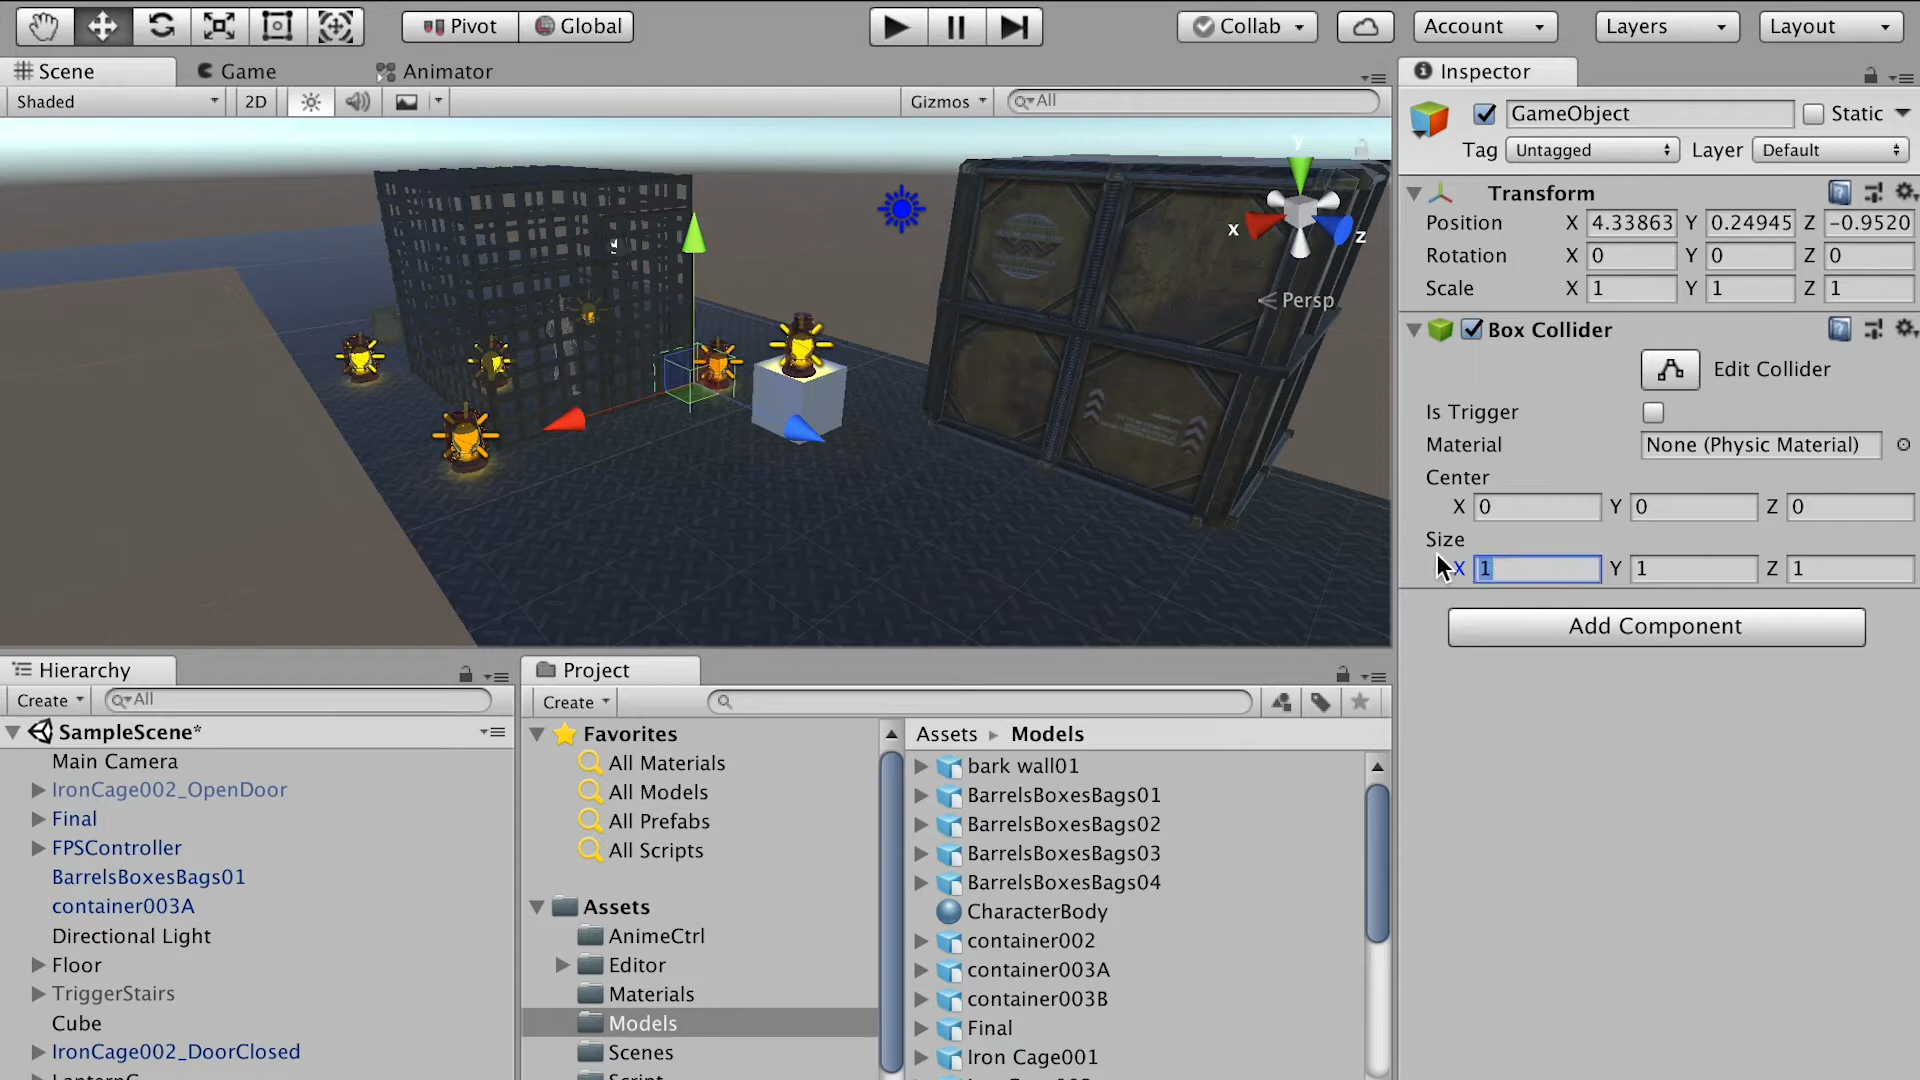 Pivot Global Collab Account Layers Layout
Scene Game Animator
Shaded 2D Gizmos All
y
x
z
Persp
Inspector
GameObject Static
Tag Untagged Layer Default
Transform
Position X 4.33863 Y 0.24945 Z -0.9520
Rotation X 0 Y 0 Z 0
Scale X 1 Y 1 Z 1
Box Collider
Edit Collider
Is Trigger
Material None (Physic Material)
Center
X 0 Y 0 Z 0
Size
X 1 Y 1 Z 1
Add Component
Hierarchy
Create All
SampleScene*
Main Camera
IronCage002_OpenDoor
Final
FPSController
BarrelsBoxesBags01
container003A
Directional Light
Floor
TriggerStairs
Cube
IronCage002_DoorClosed
Project
Create
Favorites
All Materials
All Models
All Prefabs
All Scripts
Assets
AnimeCtrl
Editor
Materials
Models
Scenes
Assets Models
bark wall01
BarrelsBoxesBags01
BarrelsBoxesBags02
BarrelsBoxesBags03
BarrelsBoxesBags04
CharacterBody
container002
container003A
container003B
Final
Iron Cage001